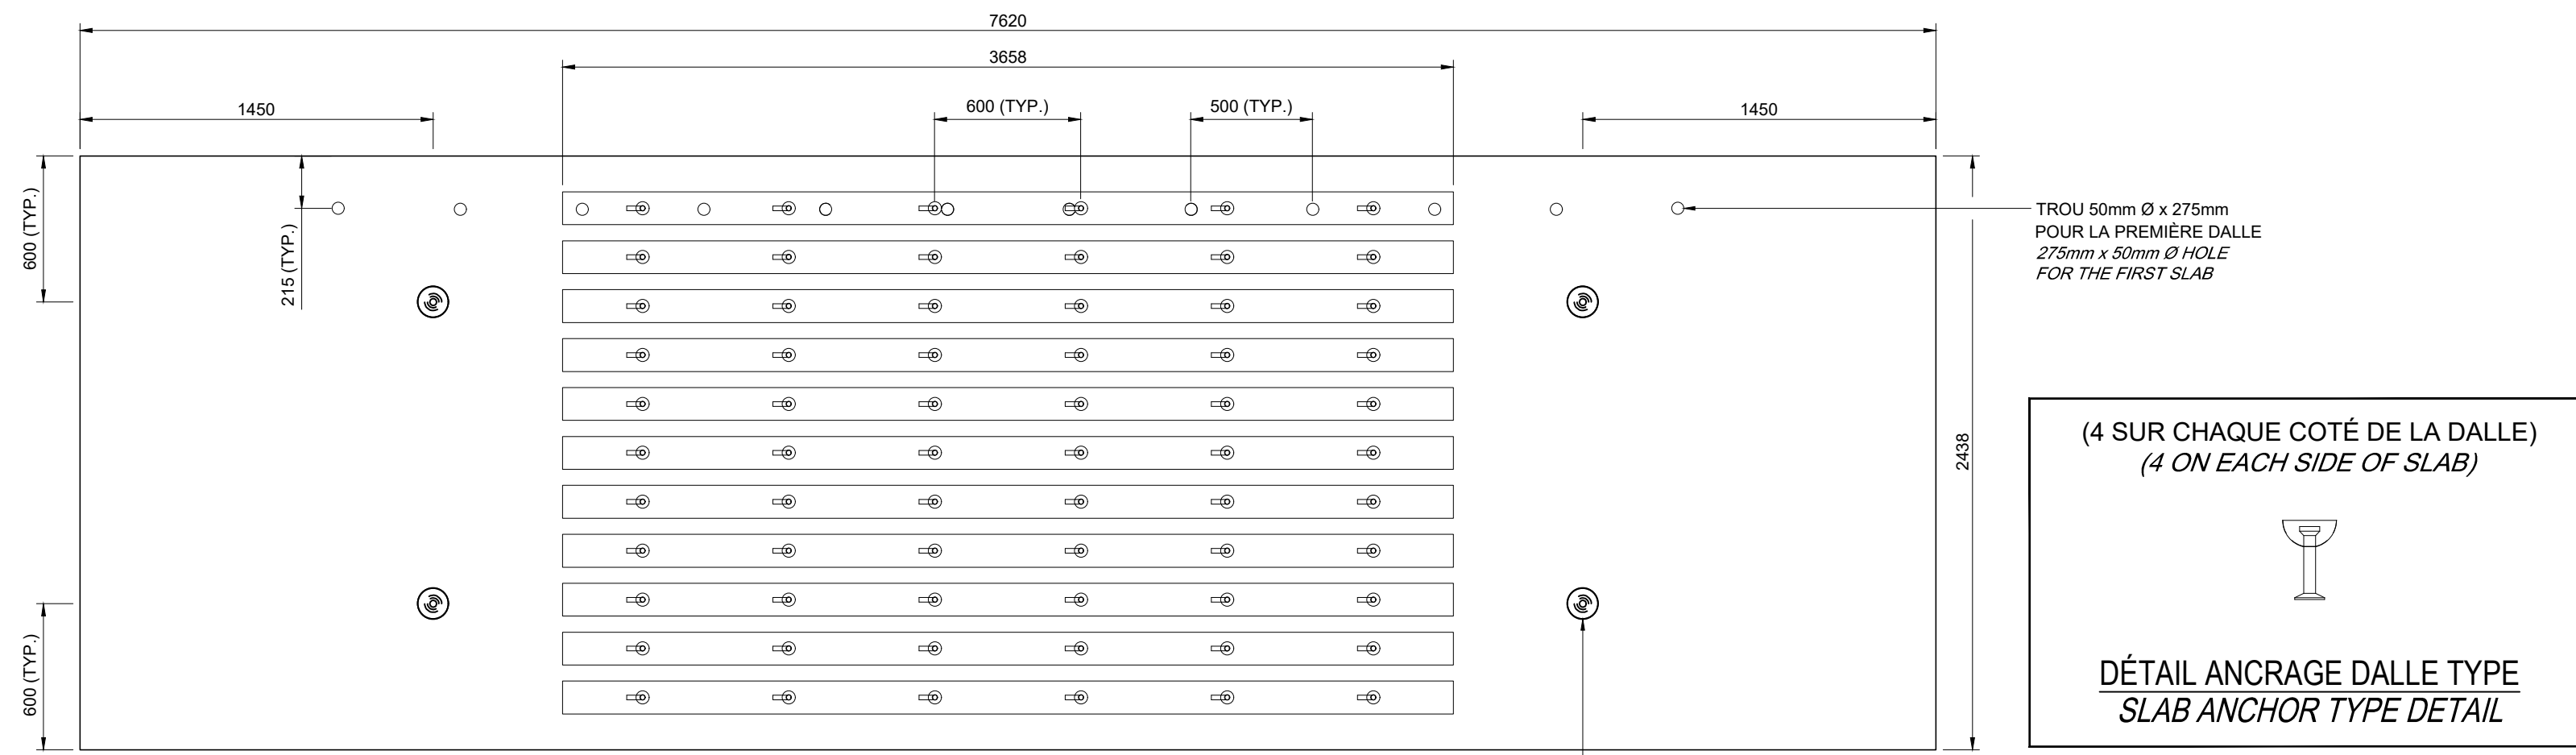 7620
3658
1450
600 (TYP.)
500 (TYP.)
1450
600 (TYP.)
215 (TYP.)
TROU 50mm Ø x 275mm
POUR LA PREMIÈRE DALLE
275mm x 50mm Ø HOLE
FOR THE FIRST SLAB
2438
600 (TYP.)
(4 SUR CHAQUE COTÉ DE LA DALLE)
(4 ON EACH SIDE OF SLAB)
DÉTAIL ANCRAGE DALLE TYPE
SLAB ANCHOR TYPE DETAIL